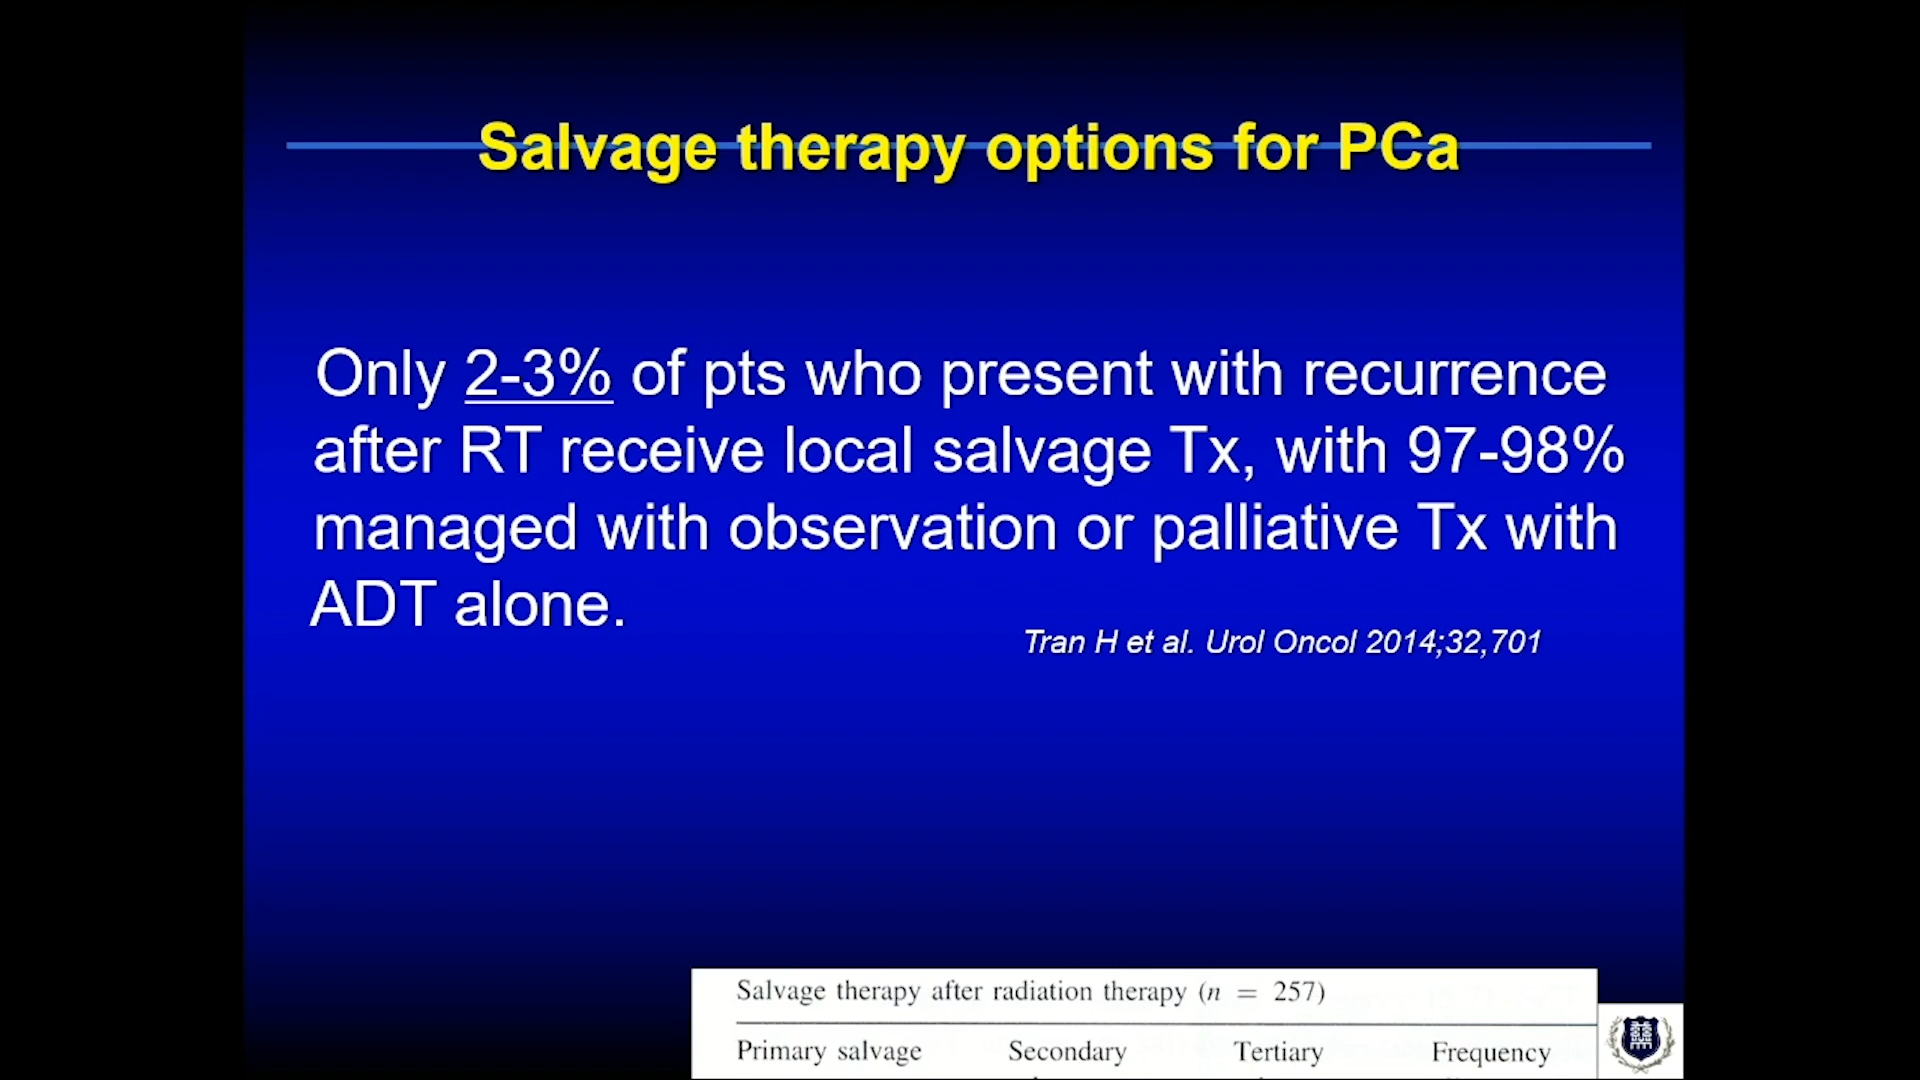 Salvage therapy options for PCa
Only 2-3% of pts who present with recurrence
after RT receive local salvage Tx, with 97-98%
managed with observation or palliative Tx with
ADT alone.
Tran H et al. Urol Oncol 2014;32,701
Salvage therapy after radiation therapy (n = 257)
Primary salvage Secondary Tertiary Frequency